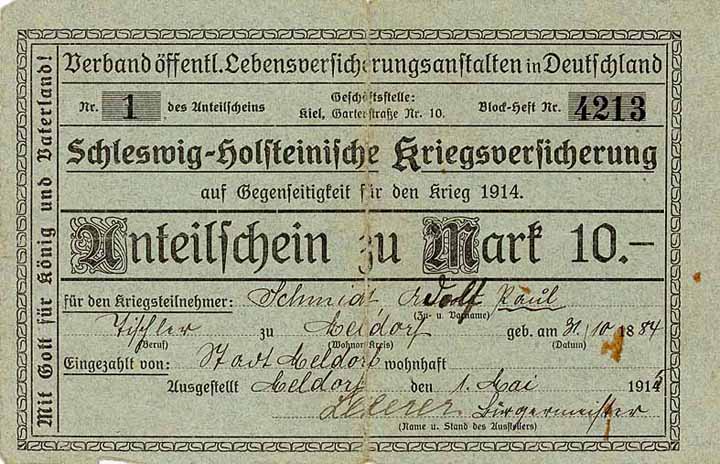 Mit Gott für König und Vaterland!
Verband öffentl. Lebensversicherungsanstalten in Deutschland
Nr. 1 des Anteilscheins Geschäftsstelle: Kiel, Gartenstraße Nr. 10. Block-Heft Nr. 4213
Schleswig-Holsteinische Kriegsversicherung
auf Gegenseitigkeit für den Krieg 1914.
Anteilschein zu Mark 10.–
für den Kriegsteilnehmer: Schmidt Adolf Paul
(Zu- u. Vorname)
Tischler zu Meldorf geb. am 31/10 1884
(Beruf) (Wohnort Kreis) (Datum)
Eingezahlt von: Stadt Meldorf wohnhaft
Ausgestellt Meldorf den 1. Mai 1915
Bürgermeister
(Name u. Stand des Ausstellers)